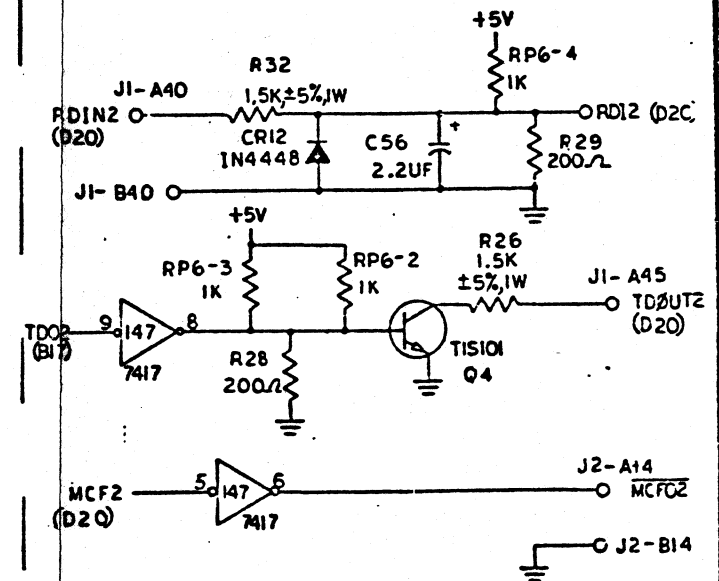 +5V
R32
RP6-4
1K
J1-A40
1.5K,±5%,1W
RDIN2
(D20)
CR12
1N4448
C56
+
2.2UF
RDI2 (D2C
R29
200Ω
J1-B40
+5V
RP6-3
1K
RP6-2
1K
R26
1.5K
±5%,1W
J1-A45
TDØUT2
(D20)
TDO2
(B17)
9
147
8
7417
R28
200Ω
TIS101
Q4
MCF2
(D20)
5
147
6
7417
J2-A14
MCFO2
J2-B14